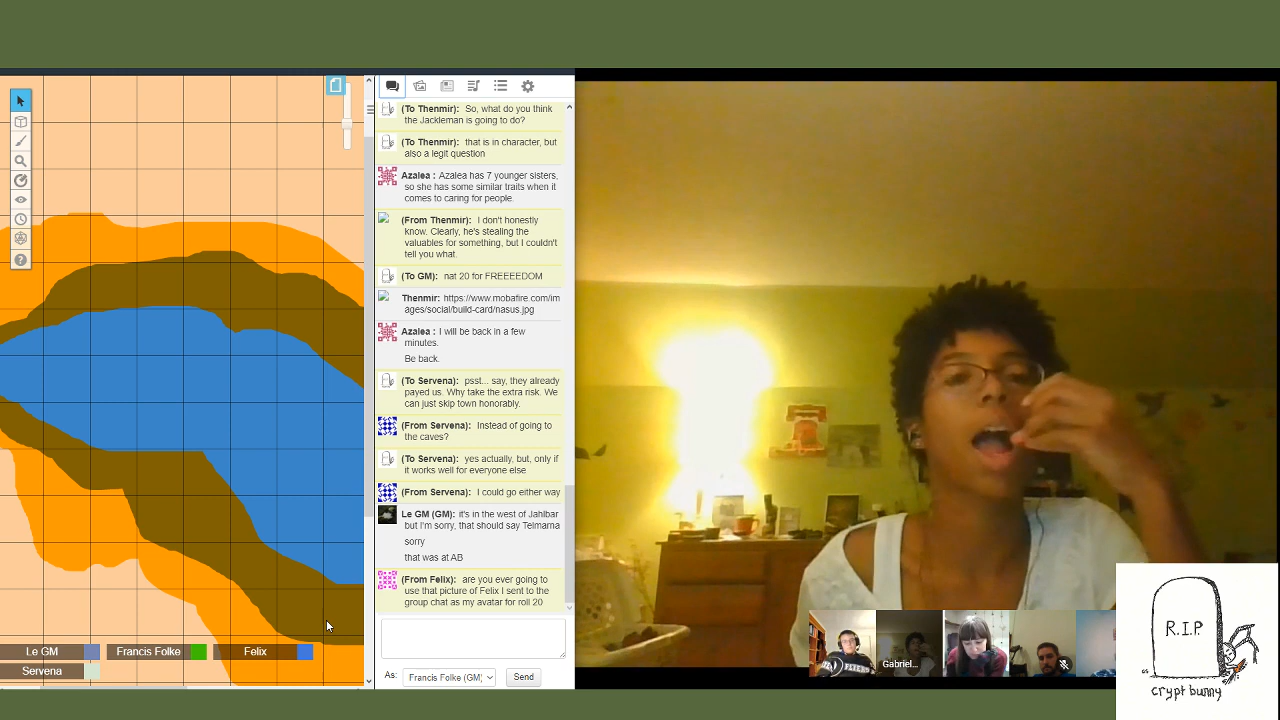 (To Thenmir): So, what do you think
the Jackleman is going to do?
(To Thenmir): that is in character, but
also a legit question
Azalea : Azalea has 7 younger sisters,
so she has some similar traits when it
comes to caring for people.
(From Thenmir): I don't honestly
know. Clearly, he's stealing the
valuables for something, but I couldn't
tell you what.
(To GM): nat 20 for FREEEEDOM
Thenmir: https://www.mobafire.com/im
ages/social/build-card/nasus.jpg
Azalea : I will be back in a few
minutes.
Be back.
(To Servena): psst... say, they already
payed us. Why take the extra risk. We
can just skip town honorably.
(From Servena): Instead of going to
the caves?
(To Servena): yes actually, but, only if
it works well for everyone else
(From Servena): I could go either way
Le GM (GM): it's in the west of Jahlbar
but I'm sorry, that should say Telmarna
sorry
that was at AB
(From Felix): are you ever going to
use that picture of Felix I sent to the
group chat as my avatar for roll 20
Le GM
Francis Folke
Felix
Servena
As:
Francis Folke (GM)
Send
Gabriel...
R.I.P.
crypt bunny